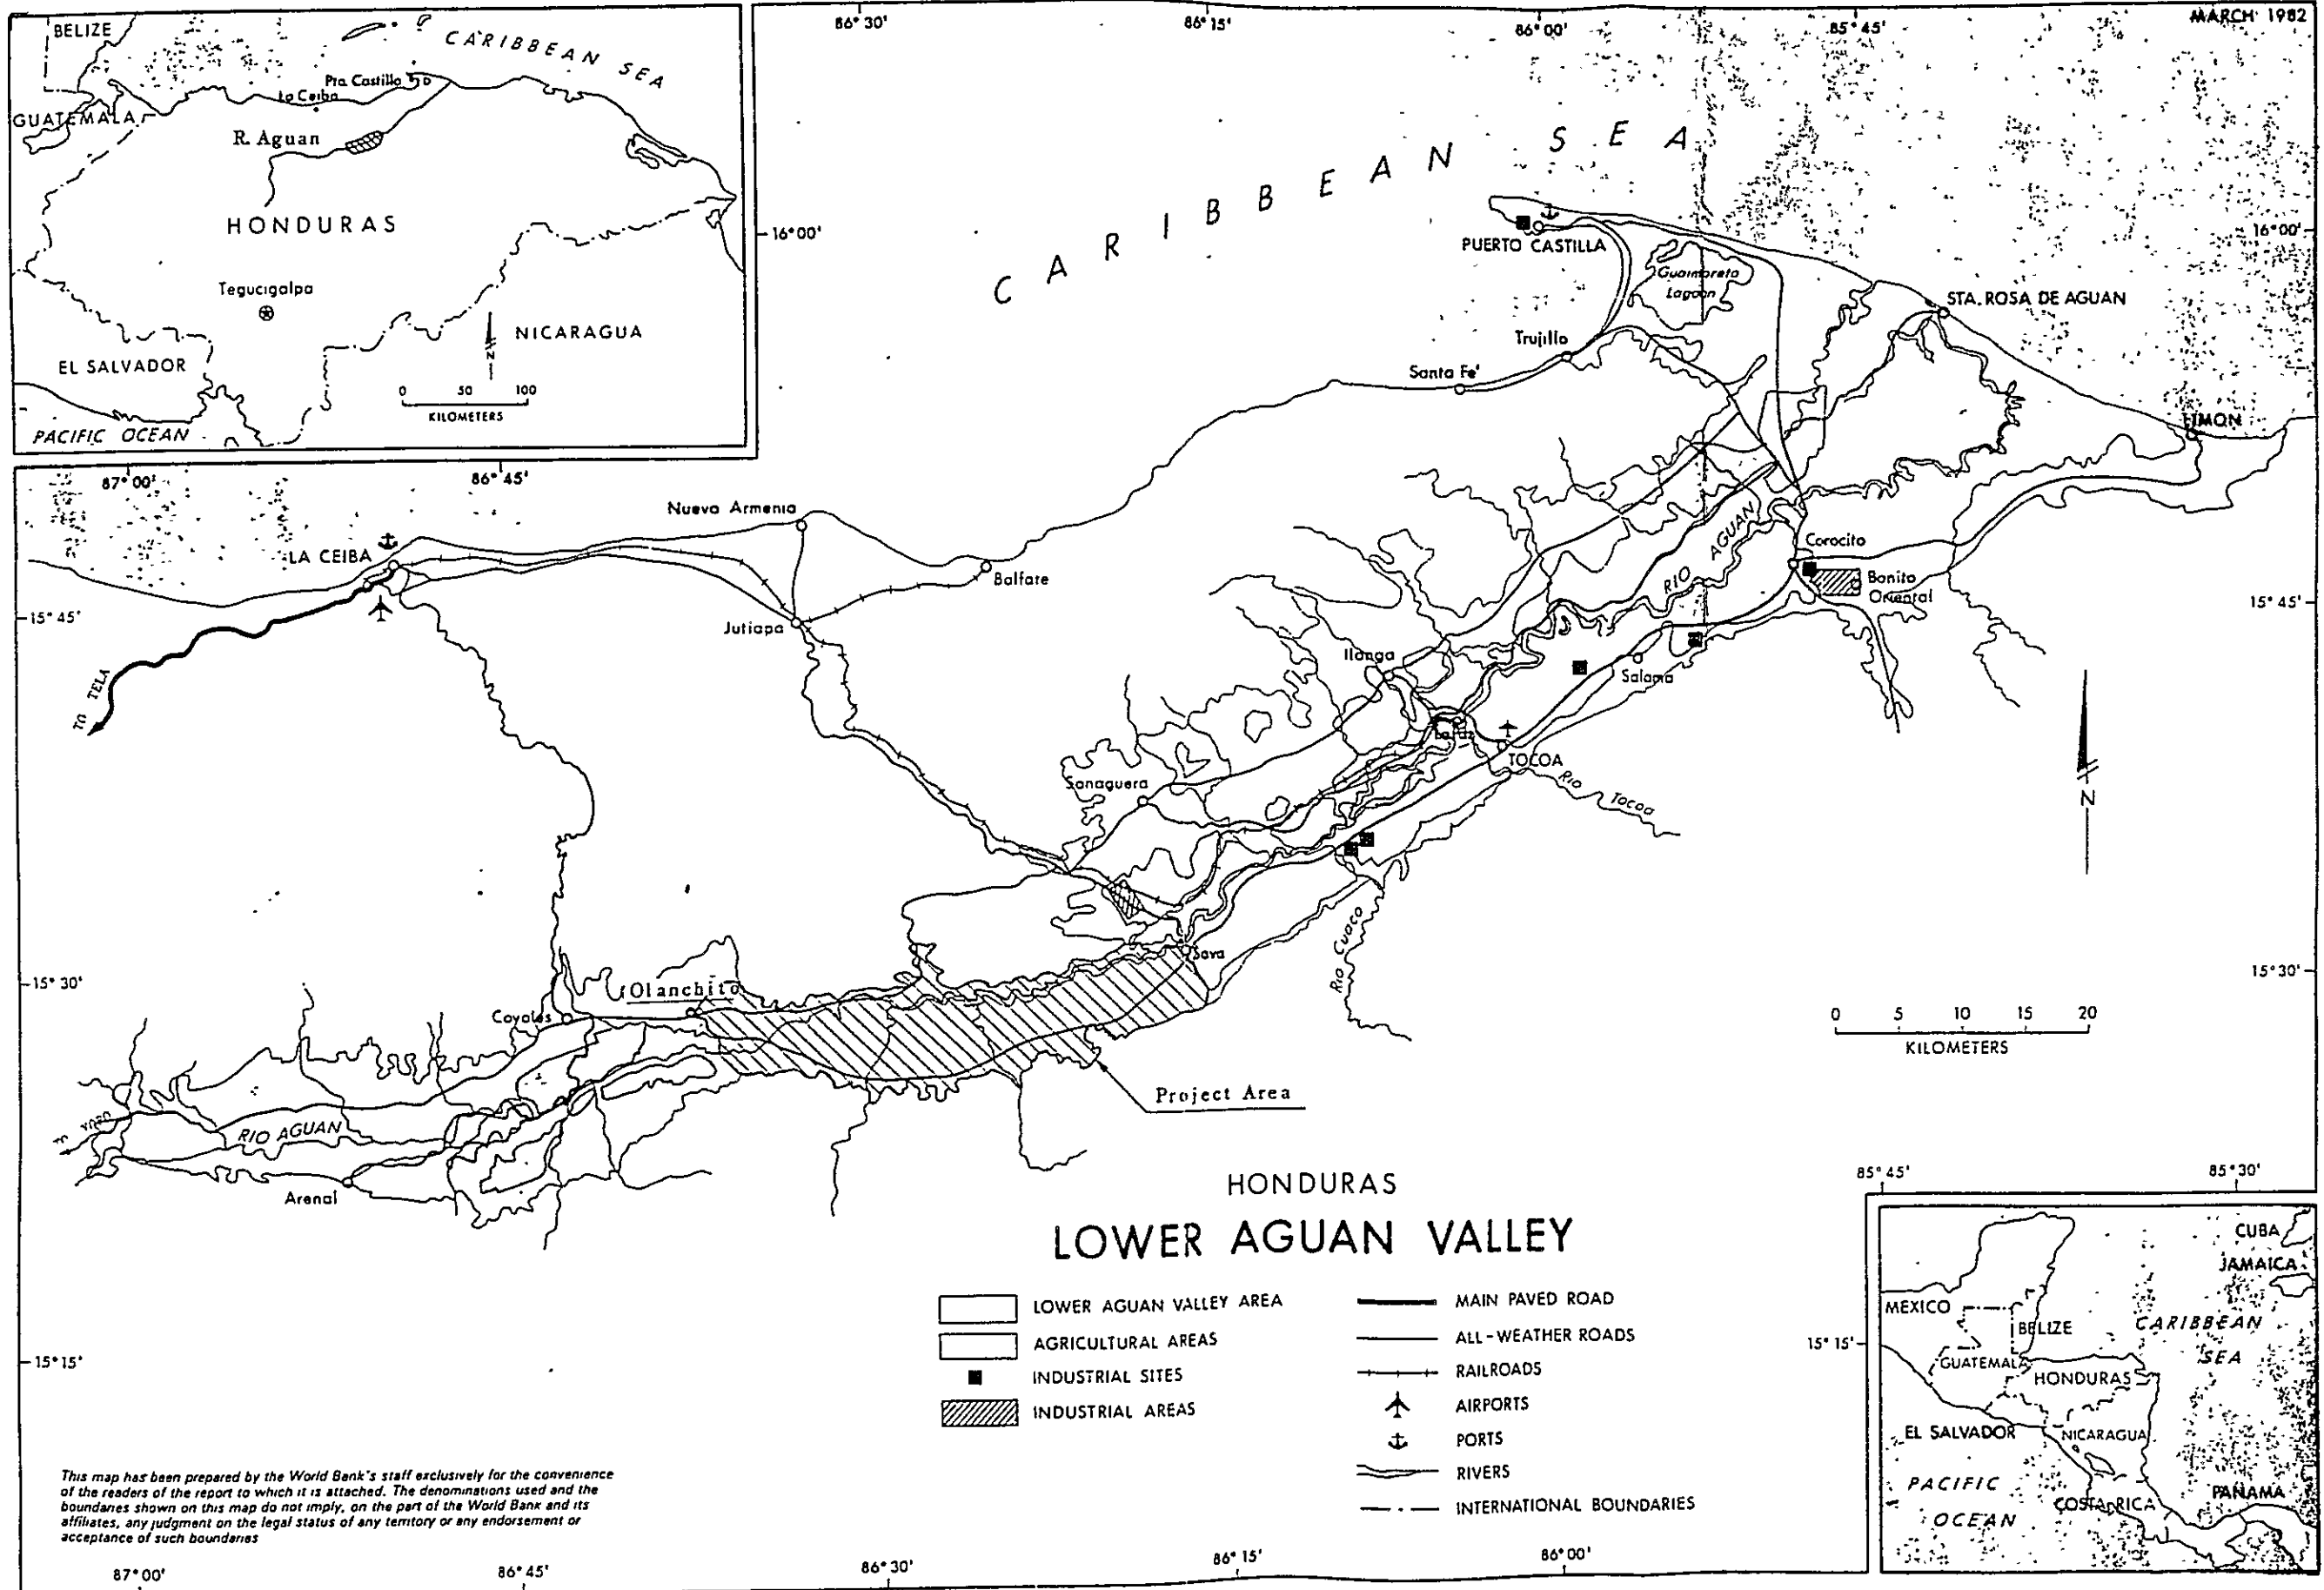 MARCH 1982
BELIZE
CARIBBEAN SEA
Pta. Castillo
La Ceiba
GUATEMALA
R. Aguan
HONDURAS
Tegucigalpa
NICARAGUA
N
EL SALVADOR
0 50 100
KILOMETERS
PACIFIC OCEAN
86°30'
86°15'
86°00'
85°45'
CARIBBEAN SEA
16°00'
16°00'
PUERTO CASTILLA
Guaimoreto
Lagoon
STA. ROSA DE AGUAN
Trujillo
Santa Fe'
LIMON
87°00'
86°45'
Nueva Armenia
LA CEIBA
Balfate
Jutiapa
15°45'
TO TELA
RIO AGUAN
Corocito
Bonito
Oriental
15°45'
Ilanga
Salama
La Paz
TOCOA
Rio Tocoa
Sonaguera
N
Rio Cuaco
Sava
15°30'
Olanchito
Coyoles
15°30'
0 5 10 15 20
KILOMETERS
Project Area
RIO AGUAN
Arenal
HONDURAS
LOWER AGUAN VALLEY
LOWER AGUAN VALLEY AREA
AGRICULTURAL AREAS
INDUSTRIAL SITES
INDUSTRIAL AREAS
MAIN PAVED ROAD
ALL-WEATHER ROADS
RAILROADS
AIRPORTS
PORTS
RIVERS
INTERNATIONAL BOUNDARIES
15°15'
15°15'
85°45'
85°30'
CUBA
JAMAICA
MEXICO
BELIZE
CARIBBEAN
SEA
GUATEMALA
HONDURAS
EL SALVADOR
NICARAGUA
PACIFIC
OCEAN
COSTA RICA
PANAMA
This map has been prepared by the World Bank's staff exclusively for the convenience
of the readers of the report to which it is attached. The denominations used and the
boundaries shown on this map do not imply, on the part of the World Bank and its
affiliates, any judgment on the legal status of any territory or any endorsement or
acceptance of such boundaries
87°00'
86°45'
86°30'
86°15'
86°00'